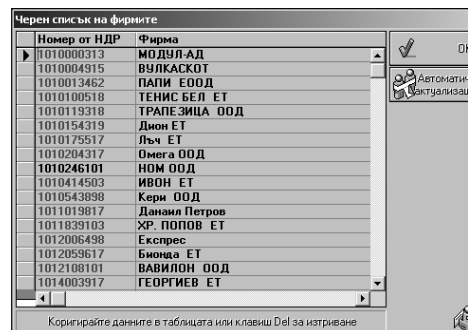 Черен списък на фирмите
Номер от НДР Фирма
1010000313 МОДУЛ-АД
1010004915 ВУЛКАСКОТ
1010013462 ПАПИ ЕООД
1010100518 ТЕНИС БЕЛ ЕТ
1010119318 ТРАПЕЗИЦА ООД
1010154319 Дион ЕТ
1010175517 Лъч ЕТ
1010204317 Омега ООД
1010246101 НОМ ООД
1010414503 ИВОН ЕТ
1010543898 Кери ООД
1011019817 Данаил Петров
1011839103 ХР. ПОПОВ ЕТ
1012006498 Експрес
1012059617 Бионда ЕТ
1012108101 ВАВИЛОН ООД
1014003917 ГЕОРГИЕВ ЕТ
Коригирайте данните в таблицата или клавиш Del за изтриване
Автоматич
актуализац